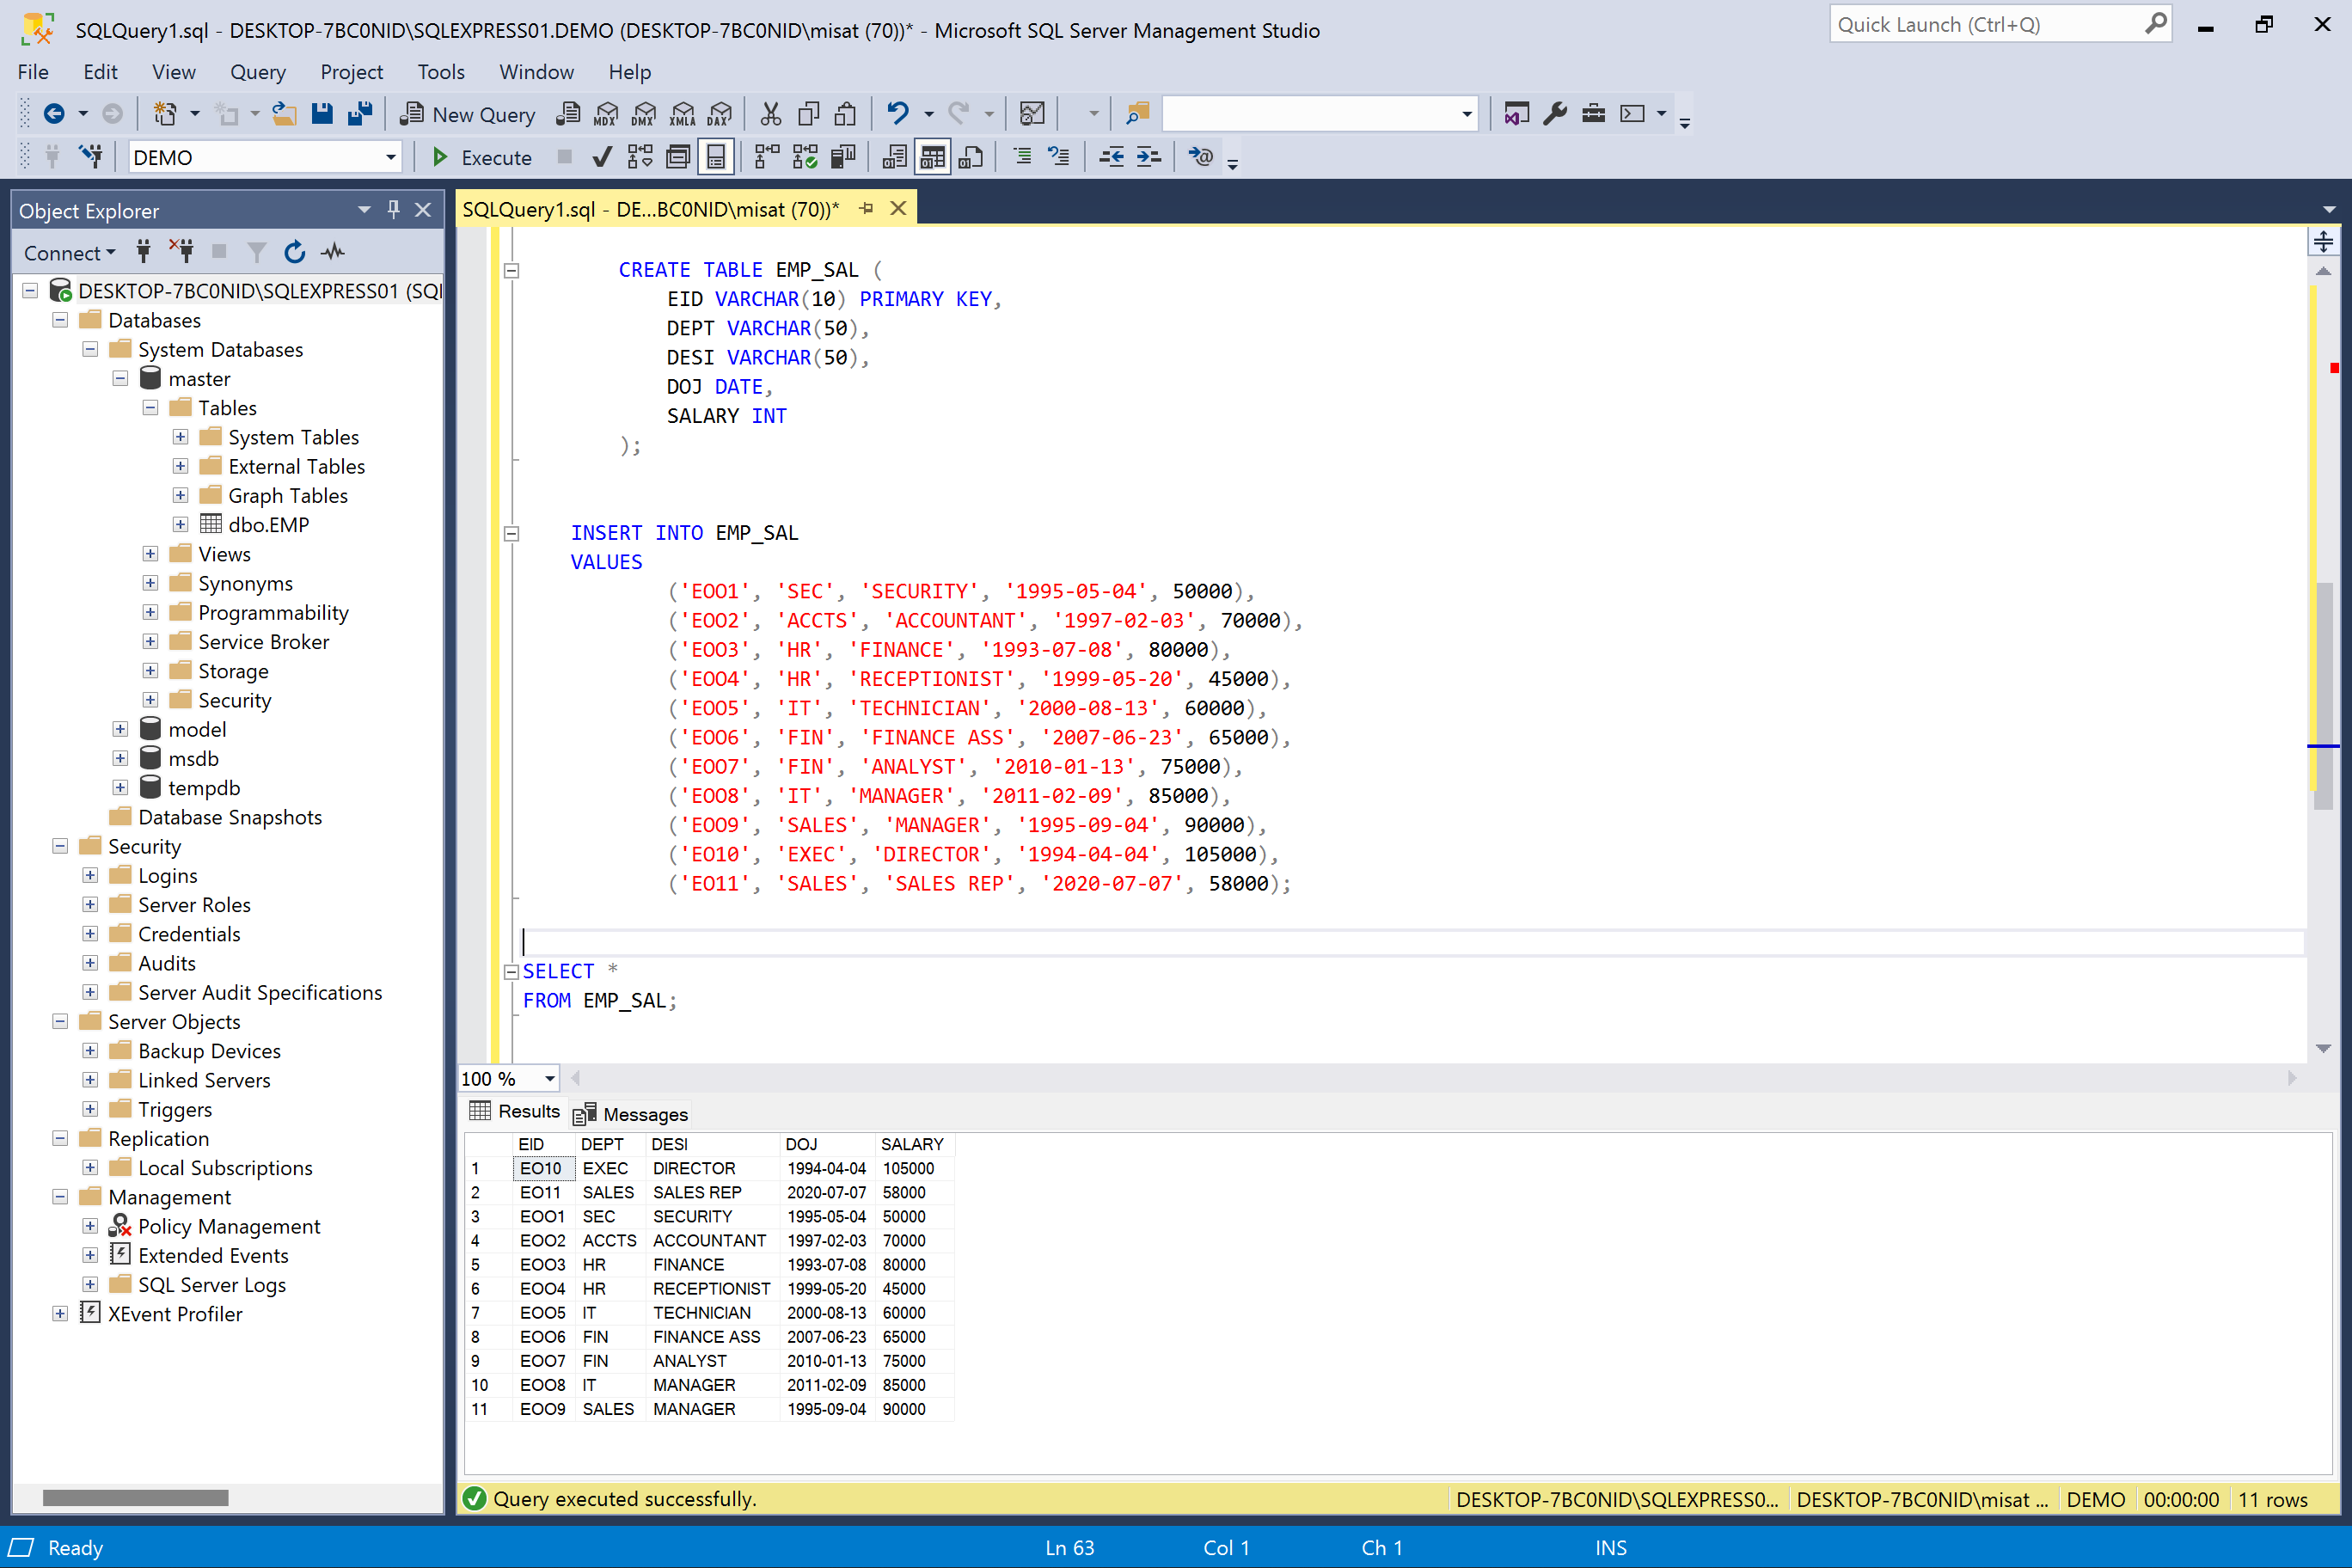 SQLQuery1.sql - DESKTOP-7BC0NID\SQLEXPRESS01.DEMO (DESKTOP-7BC0NID\misat (70))* - Microsoft SQL Server Management Studio
Quick Launch (Ctrl+Q)
File Edit View Query Project Tools Window Help
New Query MDX DMX XMLA DAX
DEMO Execute
Object Explorer
Connect
DESKTOP-7BC0NID\SQLEXPRESS01 (SQL
Databases
System Databases
master
Tables
System Tables
External Tables
Graph Tables
dbo.EMP
Views
Synonyms
Programmability
Service Broker
Storage
Security
model
msdb
tempdb
Database Snapshots
Security
Logins
Server Roles
Credentials
Audits
Server Audit Specifications
Server Objects
Backup Devices
Linked Servers
Triggers
Replication
Local Subscriptions
Management
Policy Management
Extended Events
SQL Server Logs
XEvent Profiler
SQLQuery1.sql - DE...BC0NID\misat (70))*
CREATE TABLE EMP_SAL (
EID VARCHAR(10) PRIMARY KEY,
DEPT VARCHAR(50),
DESI VARCHAR(50),
DOJ DATE,
SALARY INT
);
INSERT INTO EMP_SAL
VALUES
('EOO1', 'SEC', 'SECURITY', '1995-05-04', 50000),
('EOO2', 'ACCTS', 'ACCOUNTANT', '1997-02-03', 70000),
('EOO3', 'HR', 'FINANCE', '1993-07-08', 80000),
('EOO4', 'HR', 'RECEPTIONIST', '1999-05-20', 45000),
('EOO5', 'IT', 'TECHNICIAN', '2000-08-13', 60000),
('EOO6', 'FIN', 'FINANCE ASS', '2007-06-23', 65000),
('EOO7', 'FIN', 'ANALYST', '2010-01-13', 75000),
('EOO8', 'IT', 'MANAGER', '2011-02-09', 85000),
('EOO9', 'SALES', 'MANAGER', '1995-09-04', 90000),
('EO10', 'EXEC', 'DIRECTOR', '1994-04-04', 105000),
('EO11', 'SALES', 'SALES REP', '2020-07-07', 58000);
SELECT *
FROM EMP_SAL;
100 %
Results Messages
EID DEPT DESI DOJ SALARY
1 EO10 EXEC DIRECTOR 1994-04-04 105000
2 EO11 SALES SALES REP 2020-07-07 58000
3 EOO1 SEC SECURITY 1995-05-04 50000
4 EOO2 ACCTS ACCOUNTANT 1997-02-03 70000
5 EOO3 HR FINANCE 1993-07-08 80000
6 EOO4 HR RECEPTIONIST 1999-05-20 45000
7 EOO5 IT TECHNICIAN 2000-08-13 60000
8 EOO6 FIN FINANCE ASS 2007-06-23 65000
9 EOO7 FIN ANALYST 2010-01-13 75000
10 EOO8 IT MANAGER 2011-02-09 85000
11 EOO9 SALES MANAGER 1995-09-04 90000
Query executed successfully. DESKTOP-7BC0NID\SQLEXPRESS0... DESKTOP-7BC0NID\misat ... DEMO 00:00:00 11 rows
Ready Ln 63 Col 1 Ch 1 INS